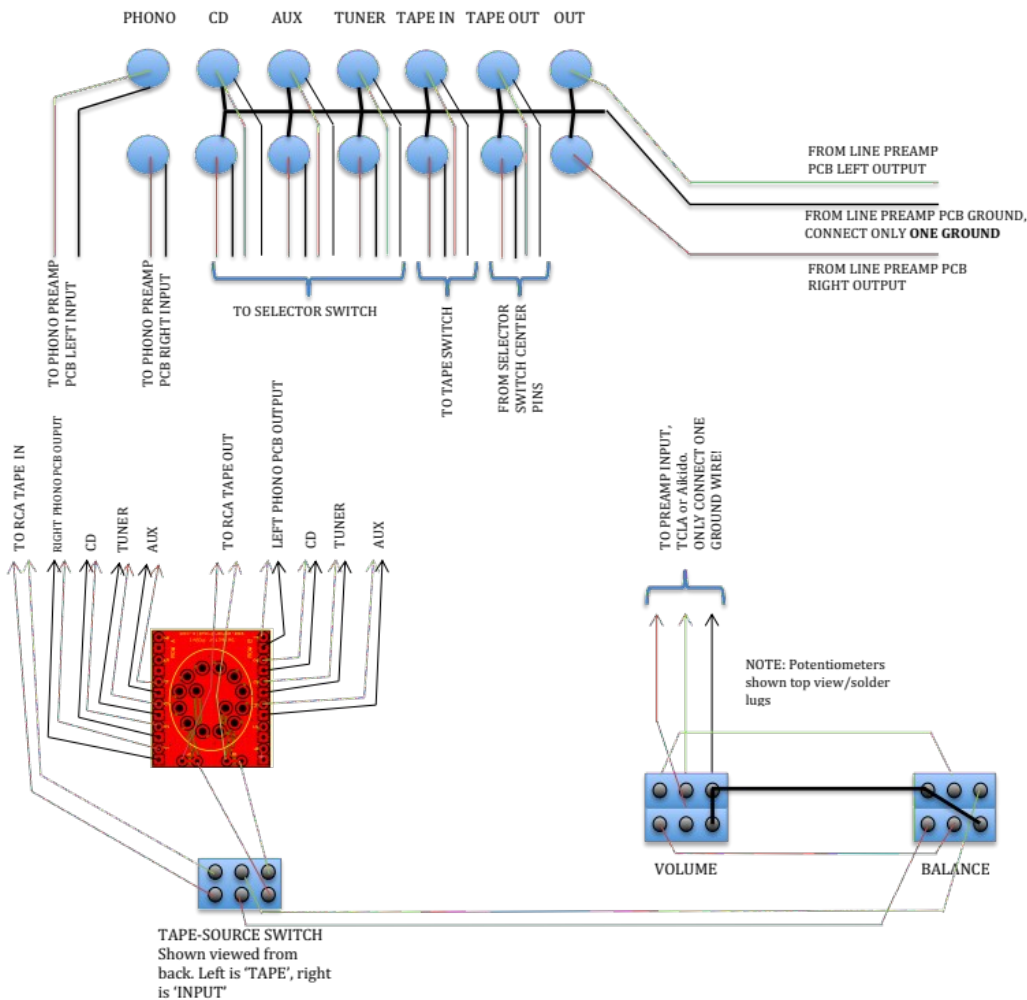 PHONO CD AUX TUNER TAPE IN TAPE OUT OUT
FROM LINE PREAMP
PCB LEFT OUTPUT
FROM LINE PREAMP PCB GROUND,
CONNECT ONLY ONE GROUND
FROM LINE PREAMP PCB
RIGHT OUTPUT
TO PHONO PREAMP
PCB LEFT INPUT
TO PHONO PREAMP
PCB RIGHT INPUT
TO SELECTOR SWITCH
TO TAPE SWITCH
FROM SELECTOR
SWITCH CENTER
PINS
TO RCA TAPE IN
RIGHT PHONO PCB OUPUT
CD
TUNER
AUX
TO RCA TAPE OUT
LEFT PHONO PCB OUTPUT
CD
TUNER
AUX
TO PREAMP INPUT,
TCLA or Aikido.
ONLY CONNECT ONE
GROUND WIRE!
NOTE: Potentiometers
shown top view/solder
lugs
VOLUME
BALANCE
TAPE-SOURCE SWITCH
Shown viewed from
back. Left is ‘TAPE’, right
is ‘INPUT’